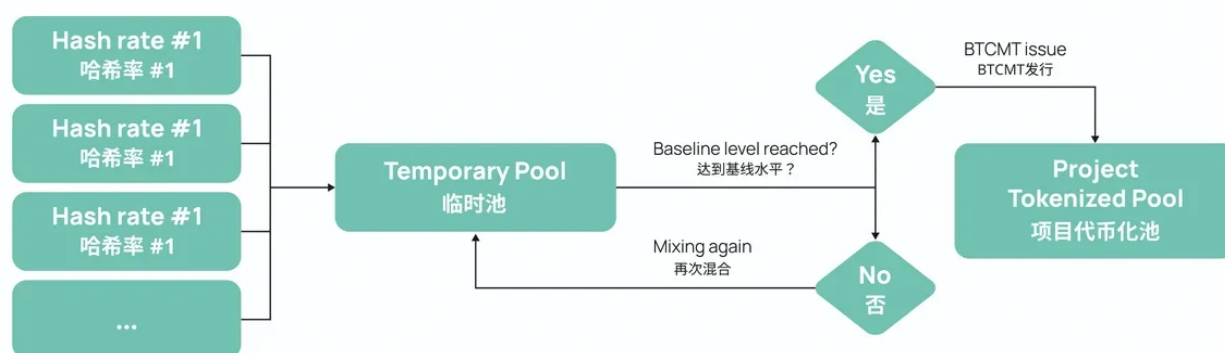 Hash rate #1
哈希率 #1
Hash rate #1
哈希率 #1
Hash rate #1
哈希率 #1
...
Temporary Pool
临时池
Baseline level reached?
达到基线水平？
Yes
是
BTCMT issue
BTCMT发行
Project
Tokenized Pool
项目代币化池
Mixing again
再次混合
No
否